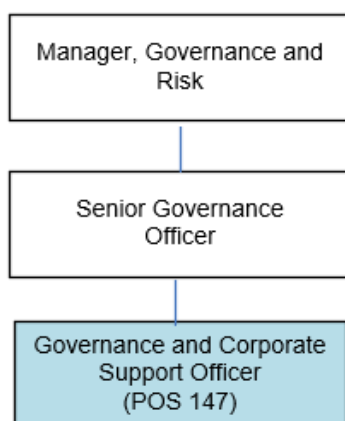 Manager, Governance and
Risk
Senior Governance
Officer
Governance and Corporate
Support Officer
(POS 147)